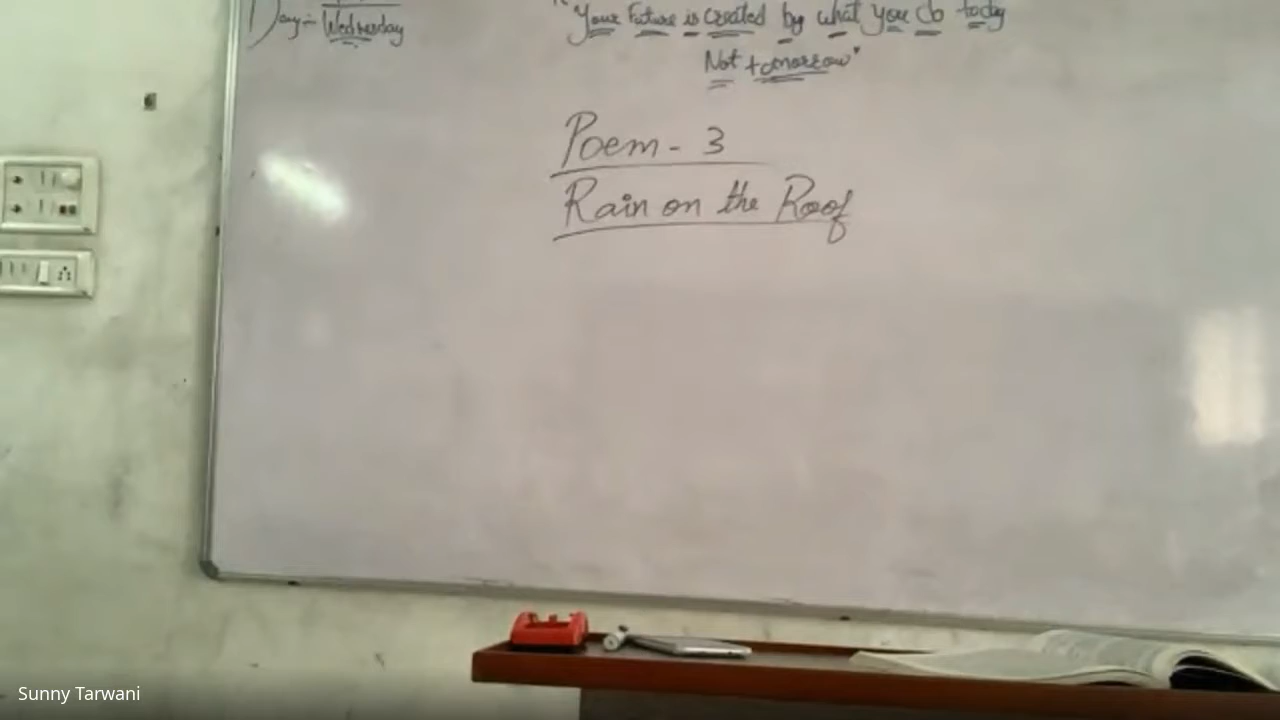 Day:- Wednesday
"Your Future is created by what you do today
Not tomorrow"
Poem - 3
Rain on the Roof
Sunny Tarwani